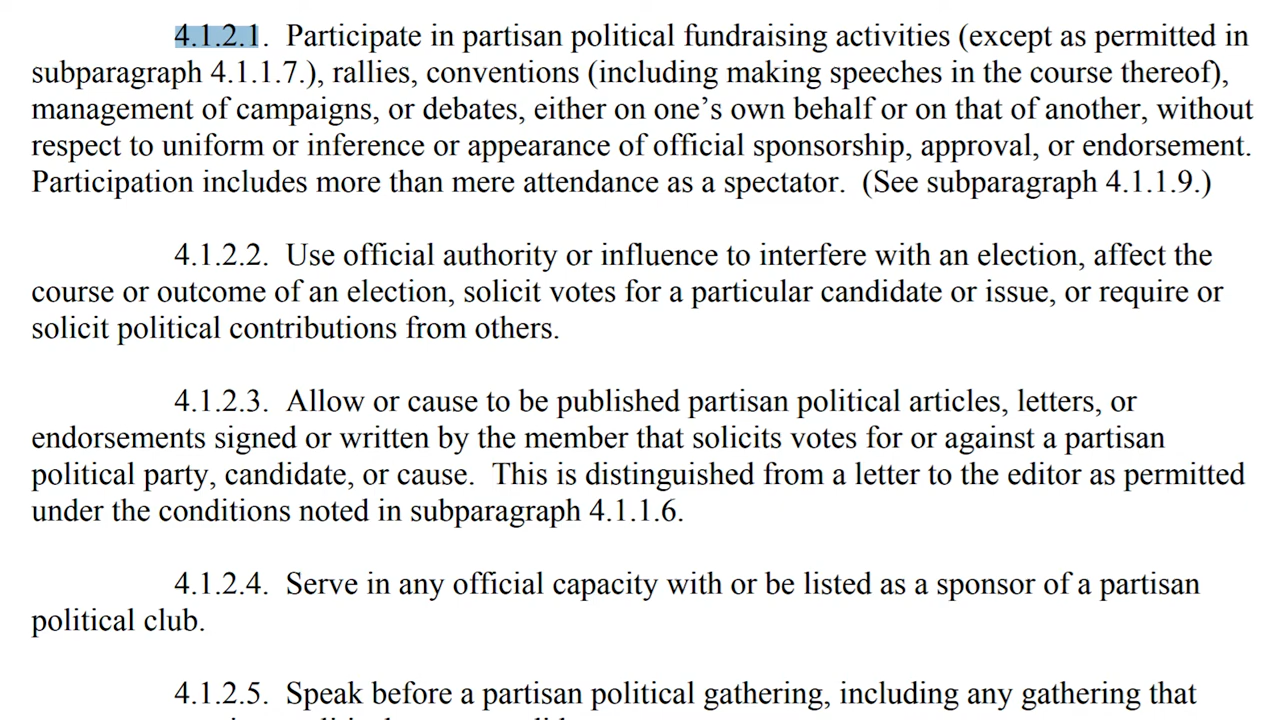 4.1.2.1.  Participate in partisan political fundraising activities (except as permitted in
subparagraph 4.1.1.7.), rallies, conventions (including making speeches in the course thereof),
management of campaigns, or debates, either on one’s own behalf or on that of another, without
respect to uniform or inference or appearance of official sponsorship, approval, or endorsement.
Participation includes more than mere attendance as a spectator.  (See subparagraph 4.1.1.9.)
4.1.2.2.  Use official authority or influence to interfere with an election, affect the
course or outcome of an election, solicit votes for a particular candidate or issue, or require or
solicit political contributions from others.
4.1.2.3.  Allow or cause to be published partisan political articles, letters, or
endorsements signed or written by the member that solicits votes for or against a partisan
political party, candidate, or cause.  This is distinguished from a letter to the editor as permitted
under the conditions noted in subparagraph 4.1.1.6.
4.1.2.4.  Serve in any official capacity with or be listed as a sponsor of a partisan
political club.
4.1.2.5.  Speak before a partisan political gathering, including any gathering that